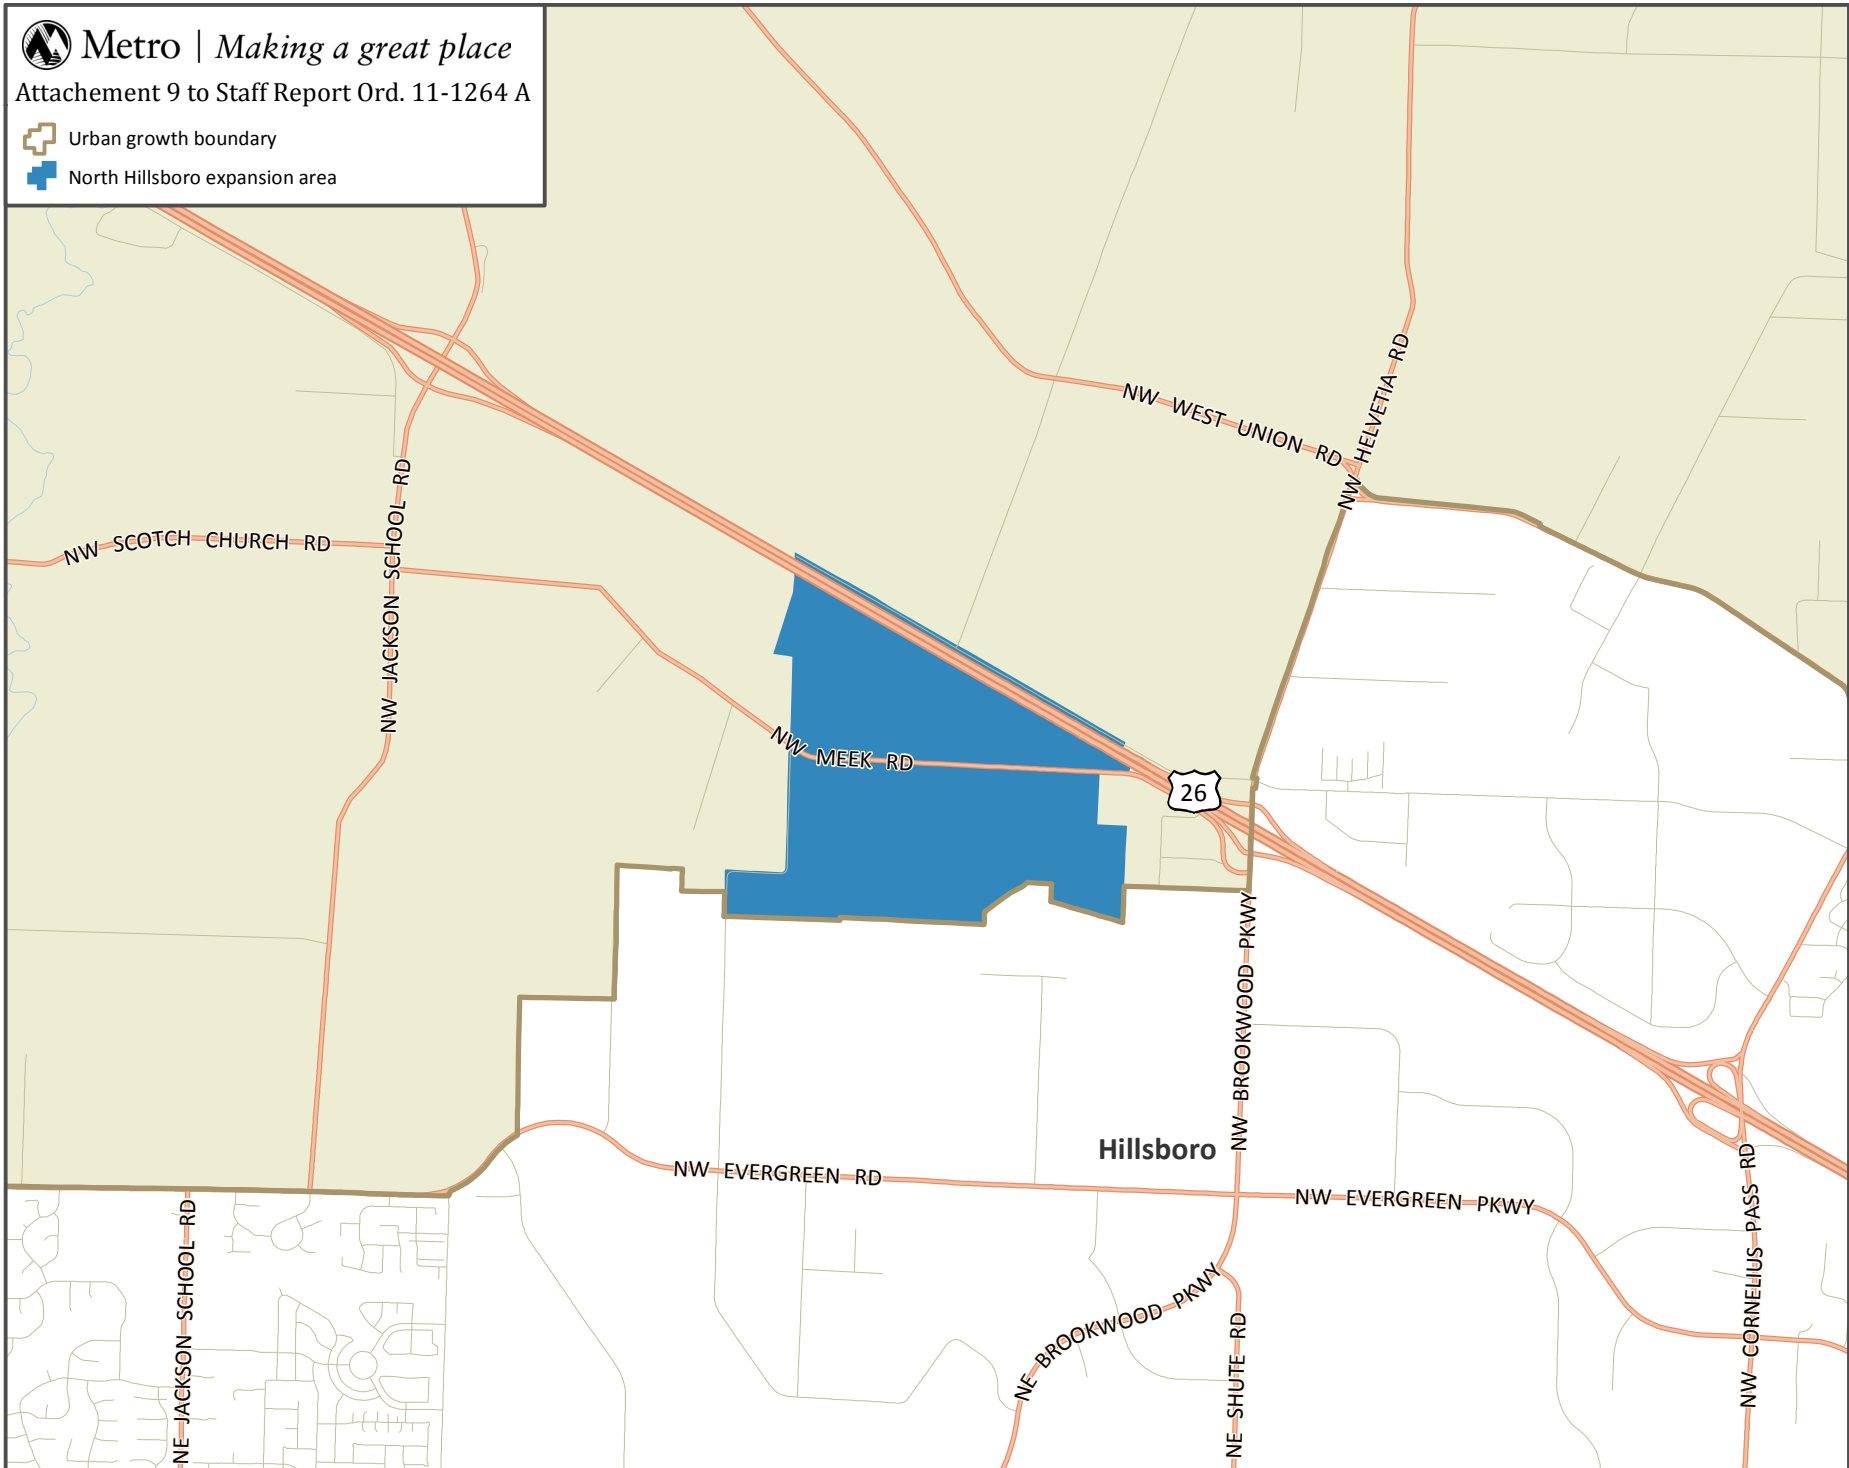 Metro | Making a great place
Attachement 9 to Staff Report Ord. 11-1264 A
Urban growth boundary
North Hillsboro expansion area
NW HELVETIA RD
NW WEST UNION RD
NW JACKSON SCHOOL RD
NW SCOTCH CHURCH RD
NW MEEK RD
26
NW BROOKWOOD PKWY
Hillsboro
NW EVERGREEN RD
NW EVERGREEN PKWY
NW CORNELIUS PASS RD
NE JACKSON SCHOOL RD
NE BROOKWOOD PKWY
NE SHUTE RD